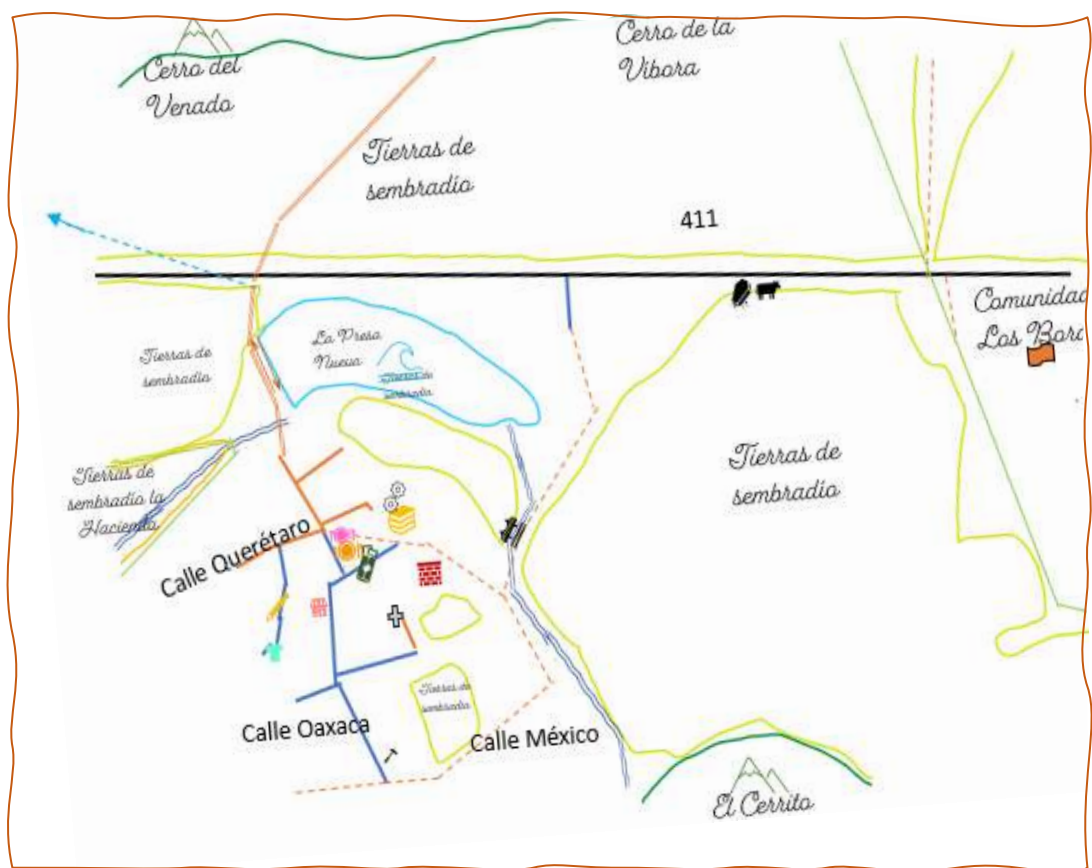 Cerro del
Venado
Cerro de la
Víbora
Tierras de
sembradío
411
Comunidad
Los Bord
La Presa
Nueva
Tierras de
sembradío
Tierras de
sembradío
Tierras de
sembradío
Tierras de
sembradío la
Hacienda
Calle Querétaro
Tierras de
sembradío
Calle Oaxaca
Calle México
El Cerrito